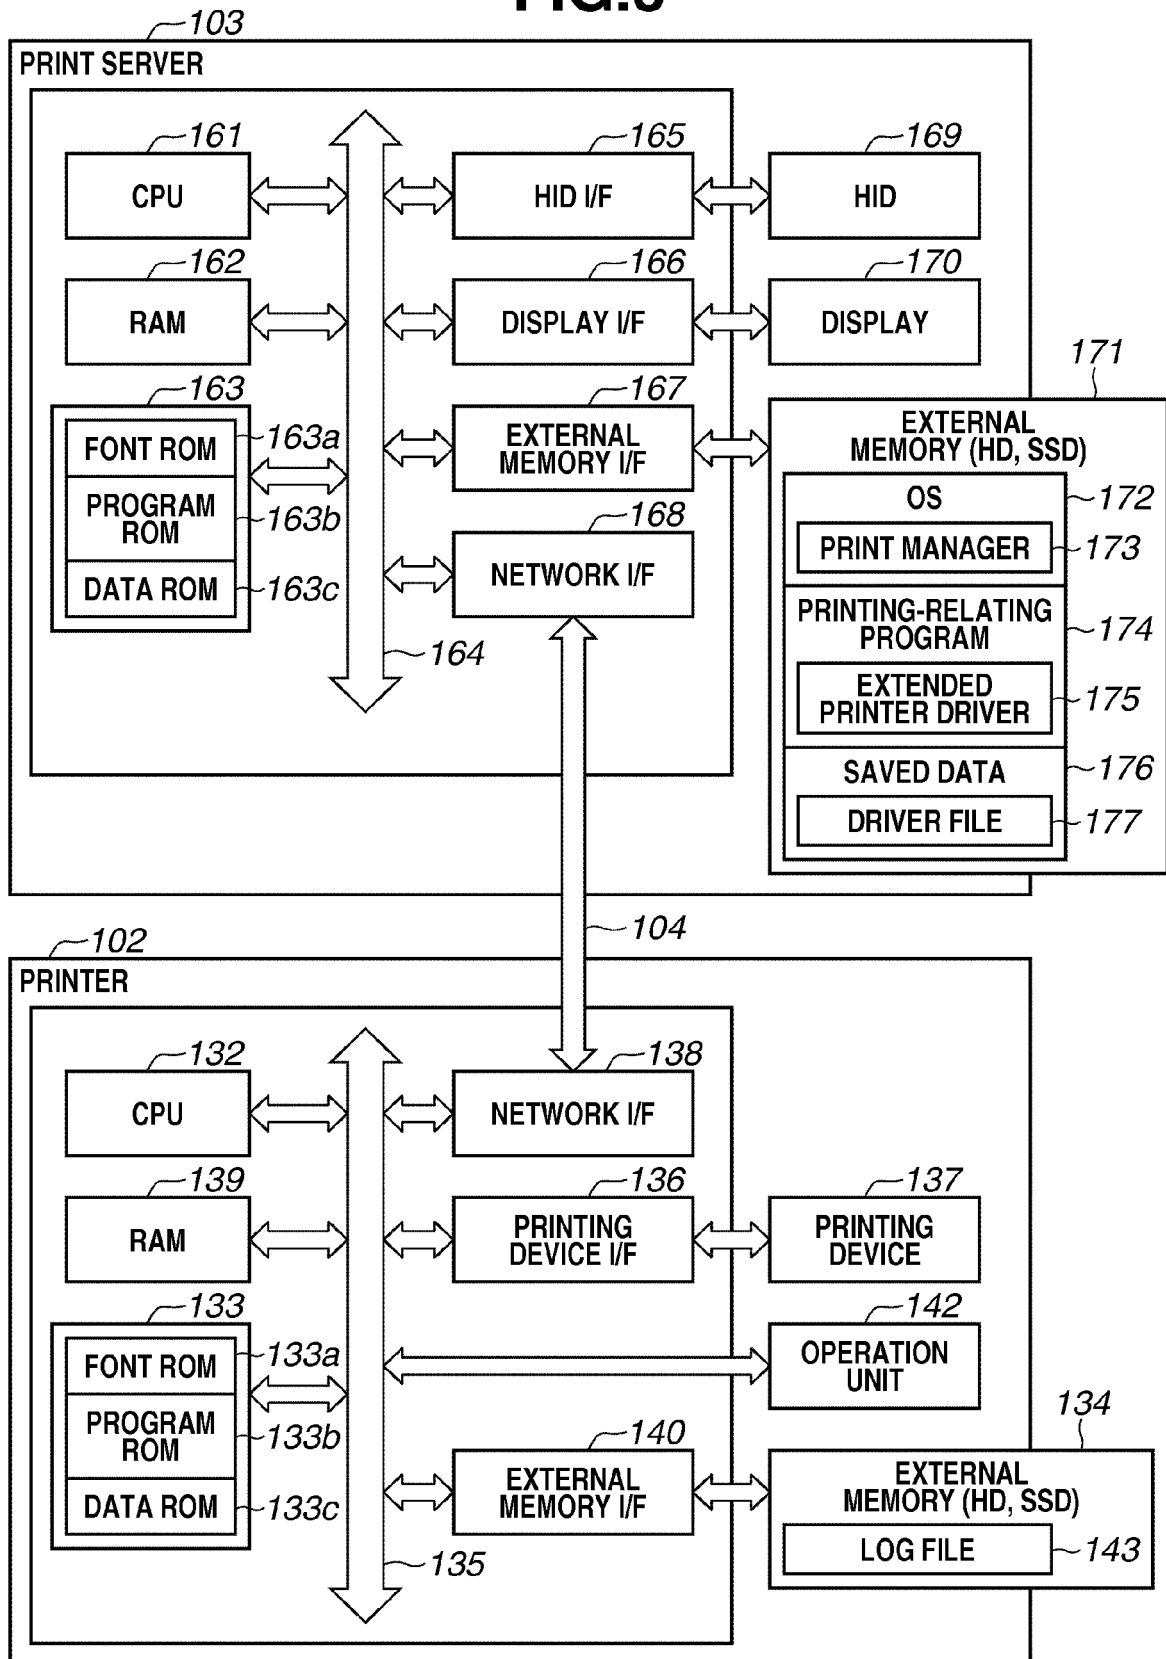 103
PRINT SERVER
161
CPU
165
HID I/F
169
HID
162
RAM
166
DISPLAY I/F
170
DISPLAY
163
FONT ROM
163a
PROGRAM
ROM
163b
DATA ROM
163c
167
EXTERNAL
MEMORY I/F
168
NETWORK I/F
164
171
EXTERNAL
MEMORY (HD, SSD)
OS
172
PRINT MANAGER
173
PRINTING-RELATING
PROGRAM
174
EXTENDED
PRINTER DRIVER
175
SAVED DATA
176
DRIVER FILE
177
104
102
PRINTER
132
CPU
138
NETWORK I/F
139
RAM
136
PRINTING
DEVICE I/F
137
PRINTING
DEVICE
133
FONT ROM
133a
PROGRAM
ROM
133b
DATA ROM
133c
142
OPERATION
UNIT
140
EXTERNAL
MEMORY I/F
134
EXTERNAL
MEMORY (HD, SSD)
LOG FILE
143
135